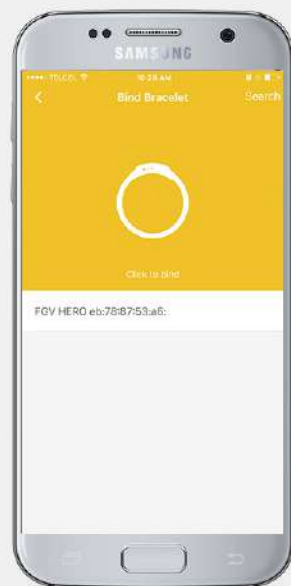 SAMSUNG
TELCEL 10:28 AM
Bind Bracelet Search
Click to bind
FGV HERO eb:78:87:53:a6: